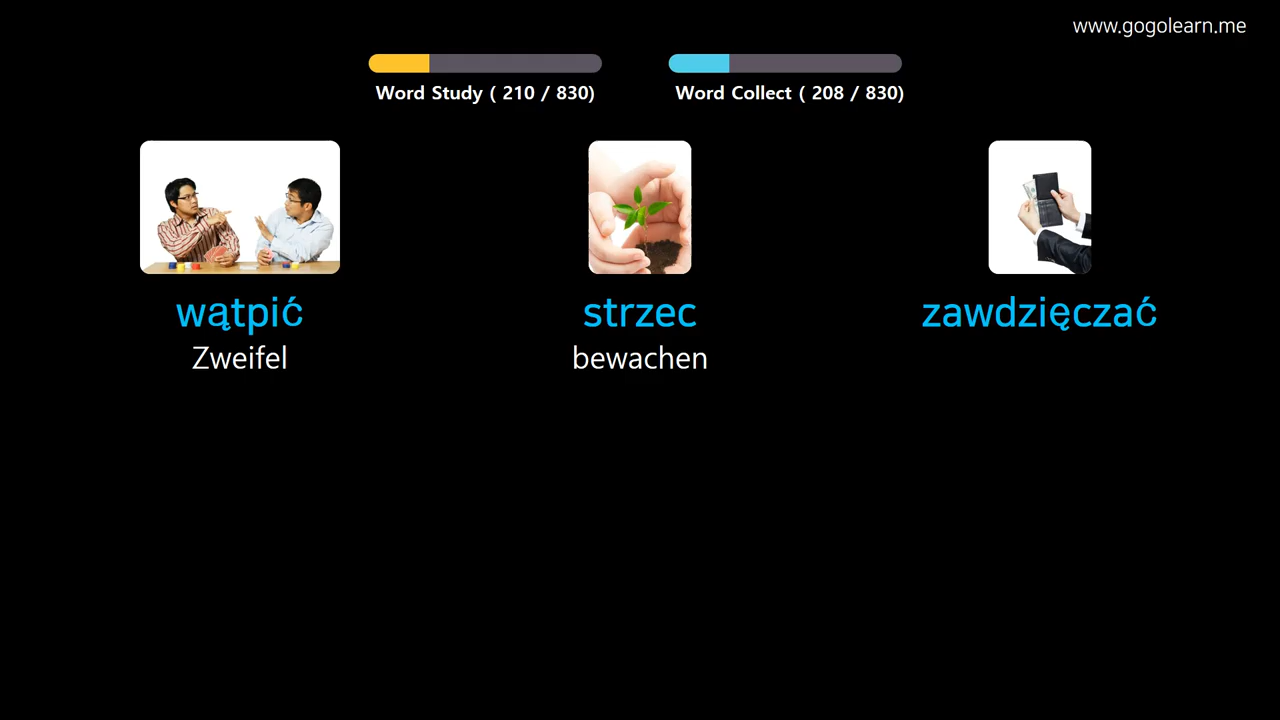 www.gogolearn.me
Word Study ( 210 / 830)
Word Collect ( 208 / 830)
wątpić
strzec
zawdzięczać
Zweifel
bewachen